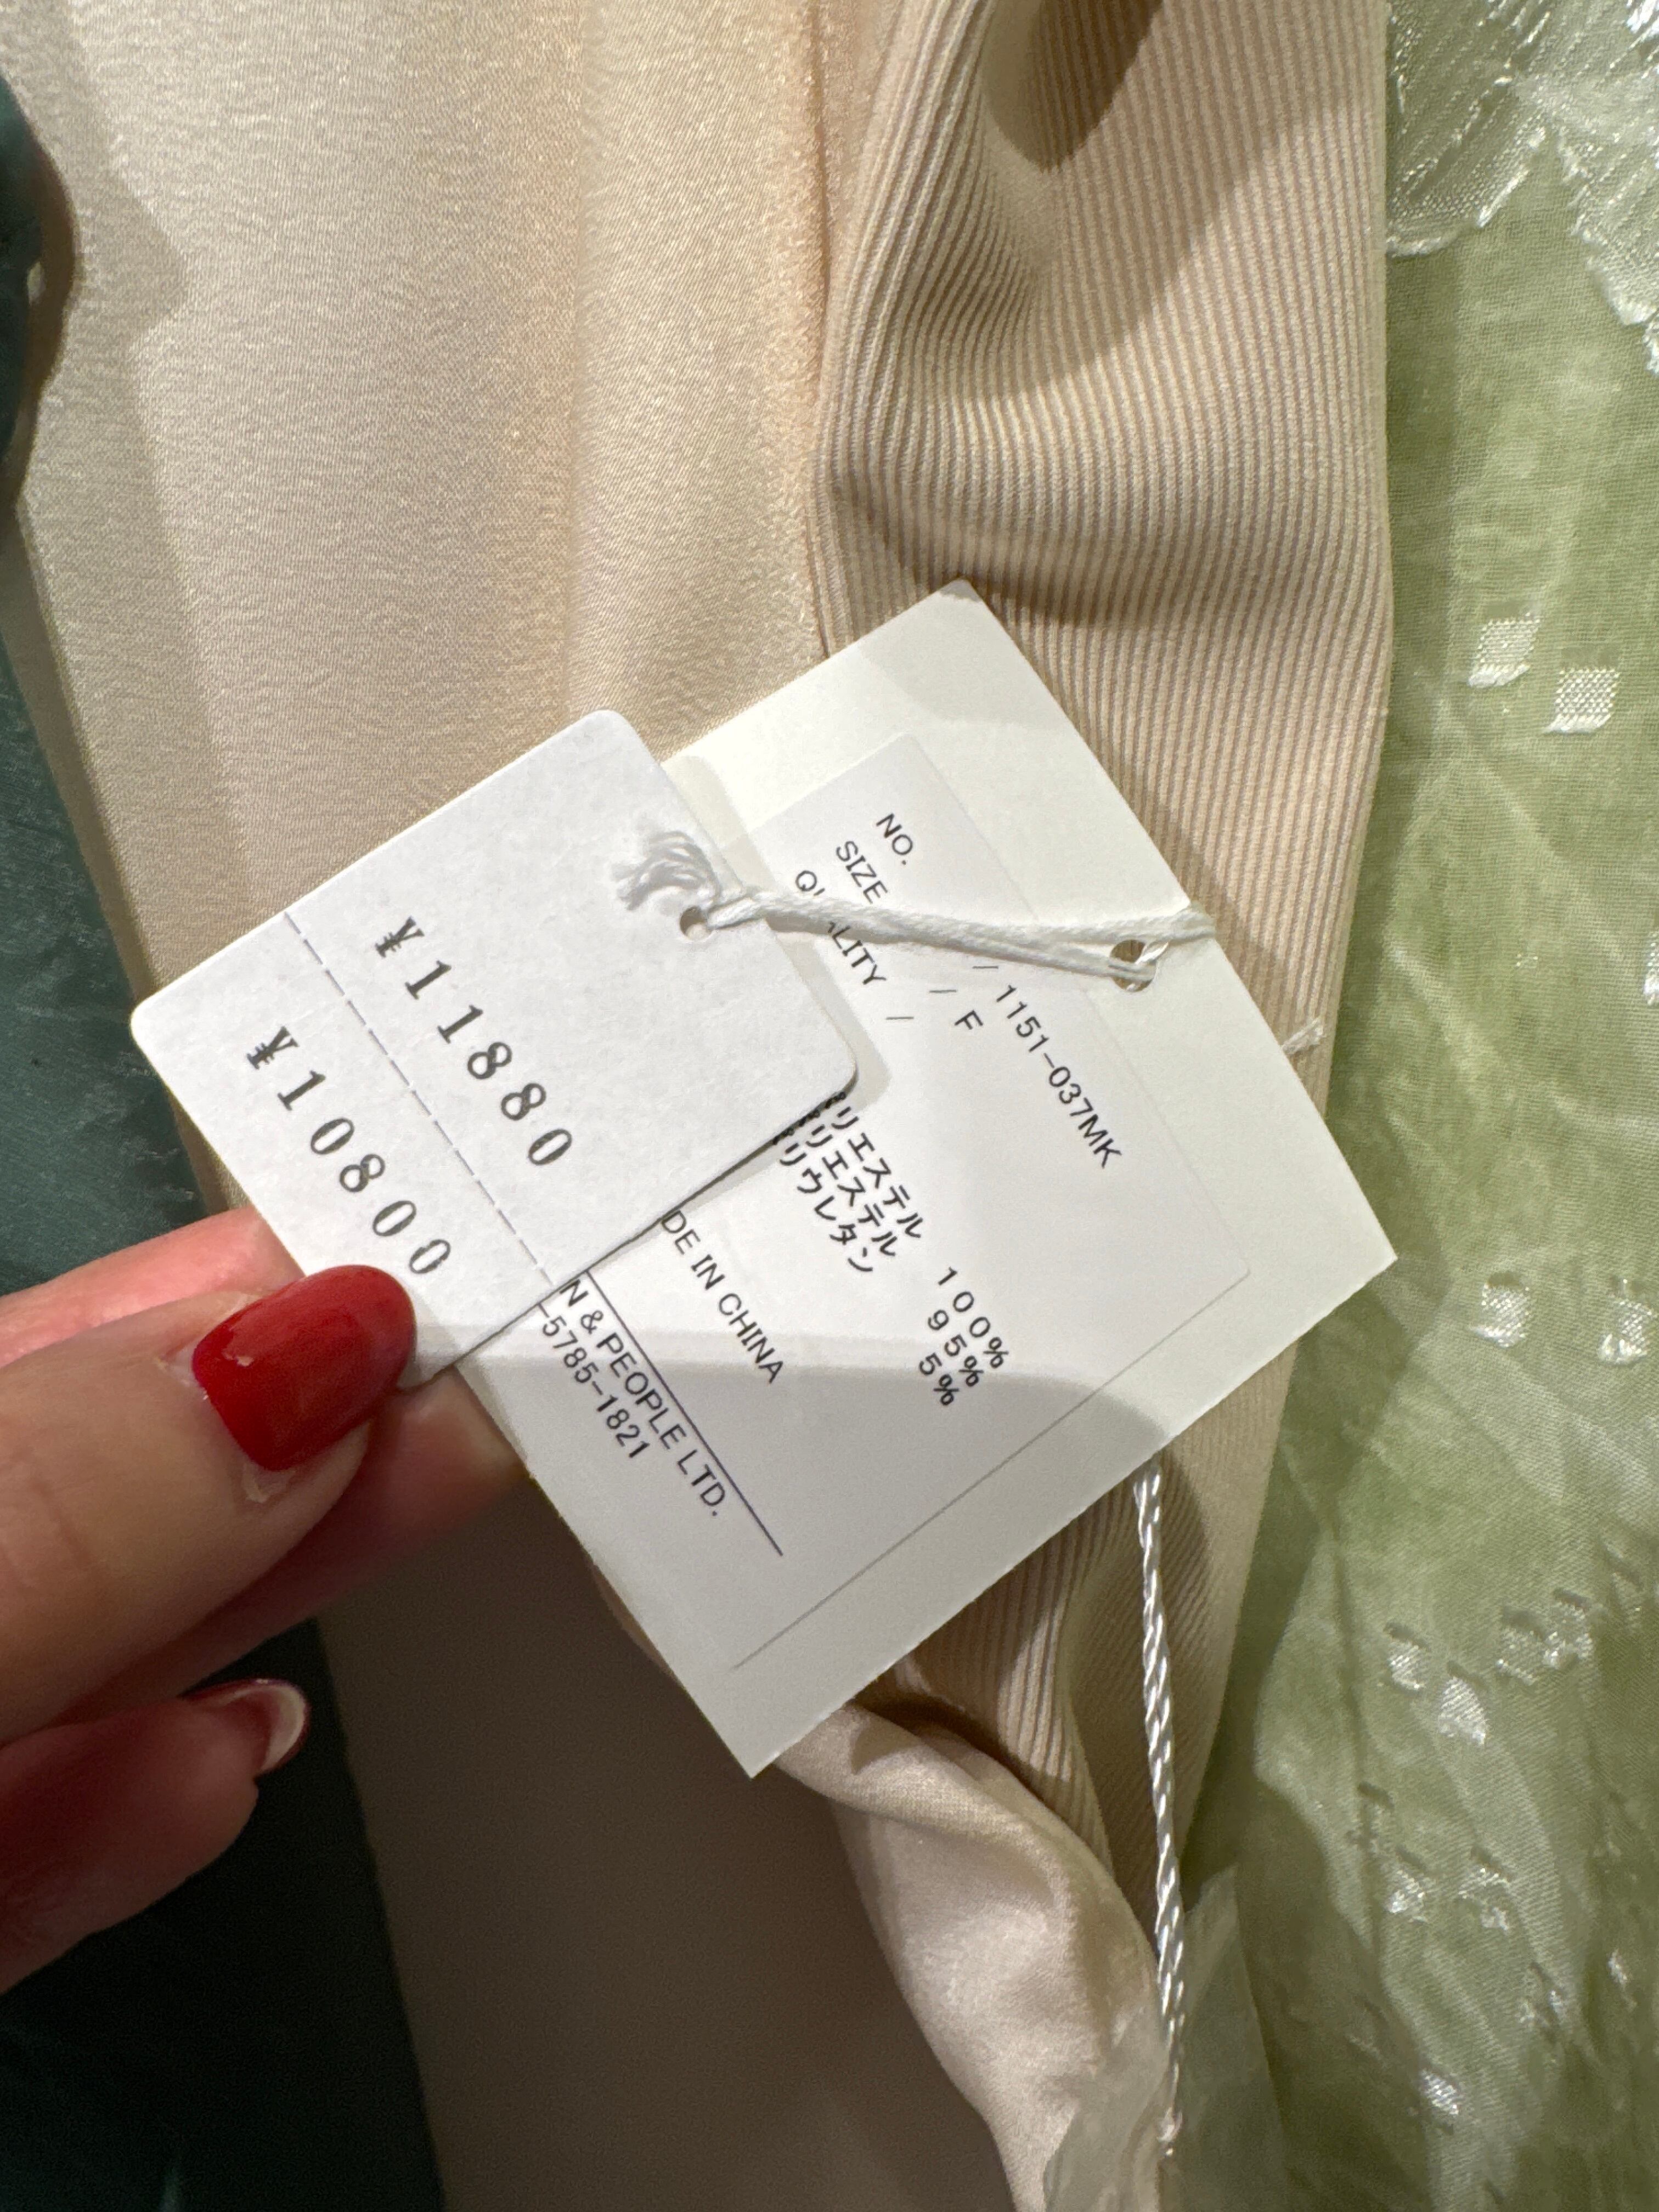 ¥11880
¥10800
NO. / 1151-037MK
SIZE / F
/
リエステル 100%
リエステル 95%
リウレタン 5%
DE IN CHINA
N & PEOPLE LTD.
-5785-1821